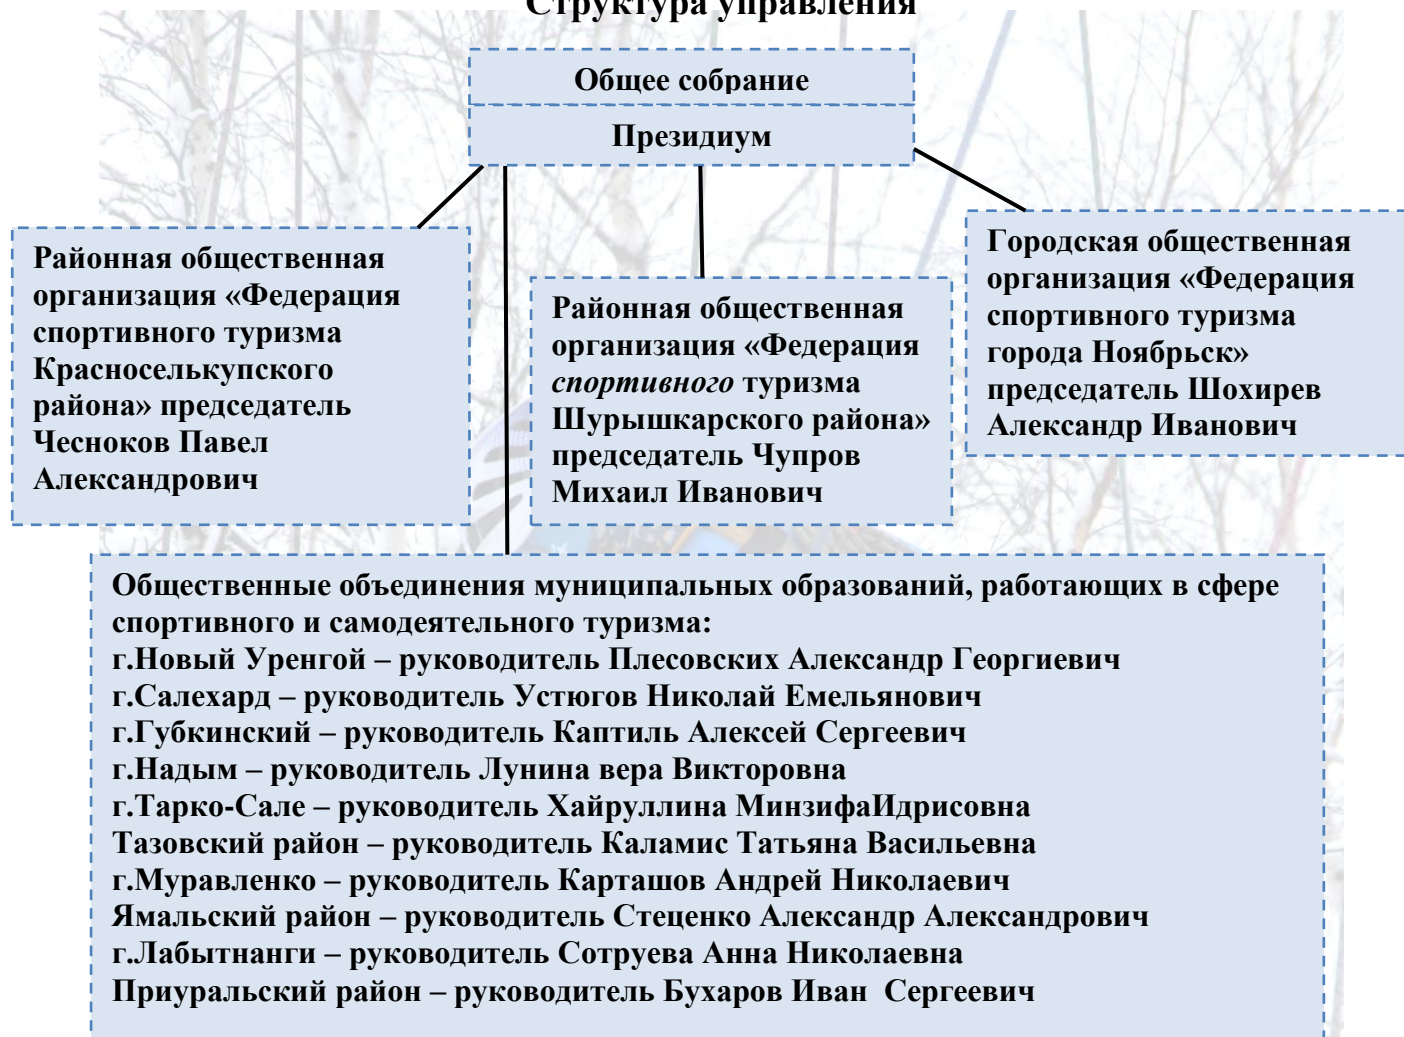 Структура управления
Общее собрание
Президиум
Районная общественная
организация «Федерация
спортивного туризма
Красноселькупского
района» председатель
Чесноков Павел
Александрович
Районная общественная
организация «Федерация
спортивного туризма
Шурышкарского района»
председатель Чупров
Михаил Иванович
Городская общественная
организация «Федерация
спортивного туризма
города Ноябрьск»
председатель Шохирев
Александр Иванович
Общественные объединения муниципальных образований, работающих в сфере
спортивного и самодеятельного туризма:
г.Новый Уренгой – руководитель Плесовских Александр Георгиевич
г.Салехард – руководитель Устюгов Николай Емельянович
г.Губкинский – руководитель Каптиль Алексей Сергеевич
г.Надым – руководитель Лунина вера Викторовна
г.Тарко-Сале – руководитель Хайруллина МинзифаИдрисовна
Тазовский район – руководитель Каламис Татьяна Васильевна
г.Муравленко – руководитель Карташов Андрей Николаевич
Ямальский район – руководитель Стеценко Александр Александрович
г.Лабытнанги – руководитель Сотруева Анна Николаевна
Приуральский район – руководитель Бухаров Иван  Сергеевич